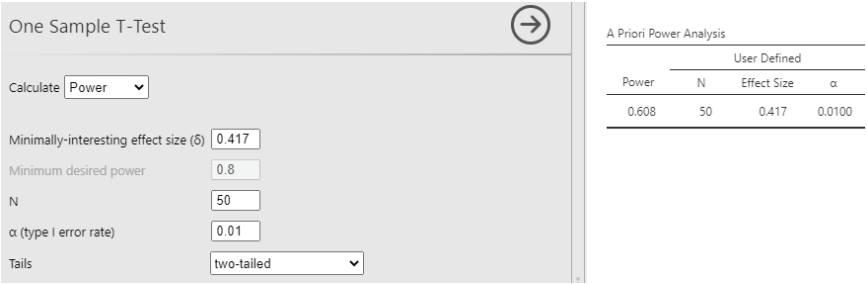 One Sample T-Test
Calculate Power
Minimally-interesting effect size (δ) 0.417
Minimum desired power 0.8
N 50
α (type I error rate) 0.01
Tails two-tailed
A Priori Power Analysis
User Defined
Power N Effect Size α
0.608 50 0.417 0.0100